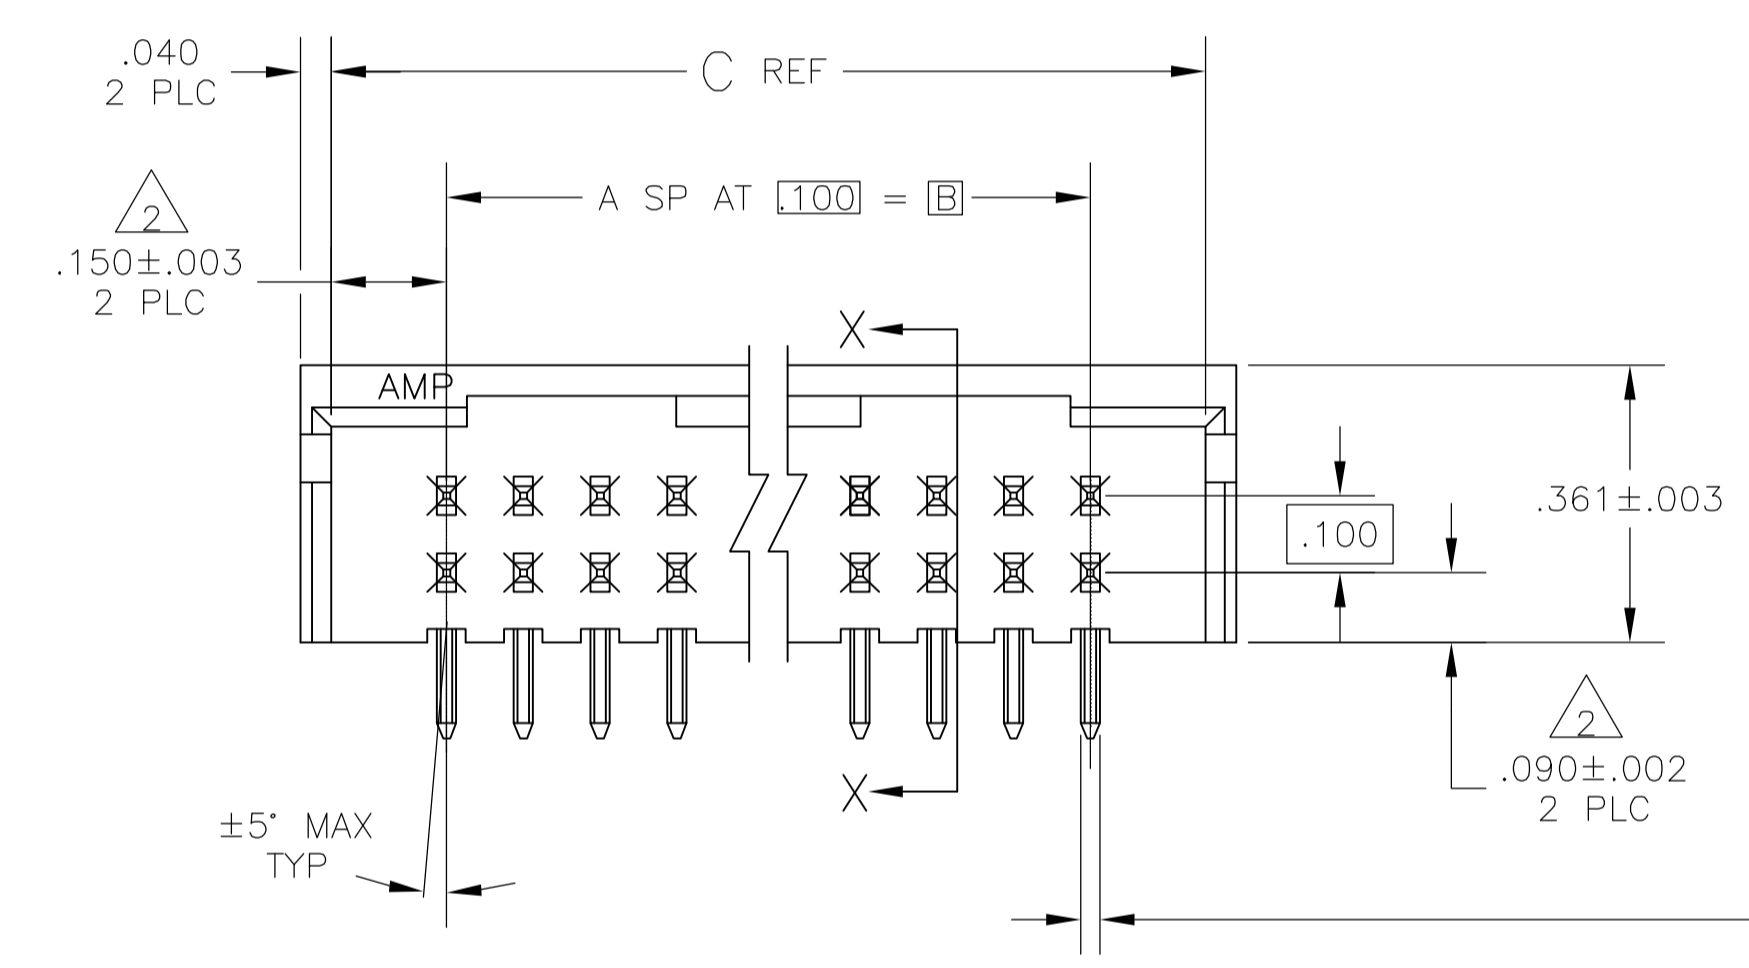 .040
2 PLC
C REF
A SP AT .100 = B
2
.150±.003
2 PLC
X
AMP
.361±.003
.100
2
.090±.002
2 PLC
X
±5° MAX
TYP